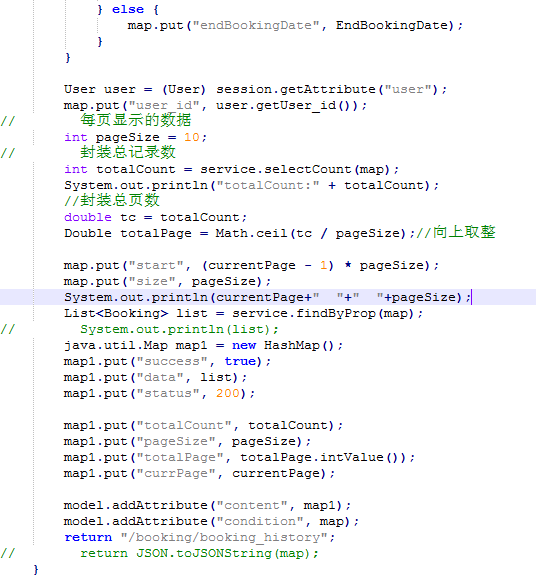 } else {
map.put("endBookingDate", EndBookingDate);
}
}
User user = (User) session.getAttribute("user");
map.put("user_id", user.getUser_id());
// 每页显示的数据
int pageSize = 10;
// 封装总记录数
int totalCount = service.selectCount(map);
System.out.println("totalCount:" + totalCount);
//封装总页数
double tc = totalCount;
Double totalPage = Math.ceil(tc / pageSize);//向上取整
map.put("start", (currentPage - 1) * pageSize);
map.put("size", pageSize);
System.out.println(currentPage+"  "+"  "+pageSize);
List<Booking> list = service.findByProp(map);
// System.out.println(list);
java.util.Map map1 = new HashMap();
map1.put("success", true);
map1.put("data", list);
map1.put("status", 200);
map1.put("totalCount", totalCount);
map1.put("pageSize", pageSize);
map1.put("totalPage", totalPage.intValue());
map1.put("currPage", currentPage);
model.addAttribute("content", map1);
model.addAttribute("condition", map);
return "/booking/booking_history";
// return JSON.toJSONString(map);
}